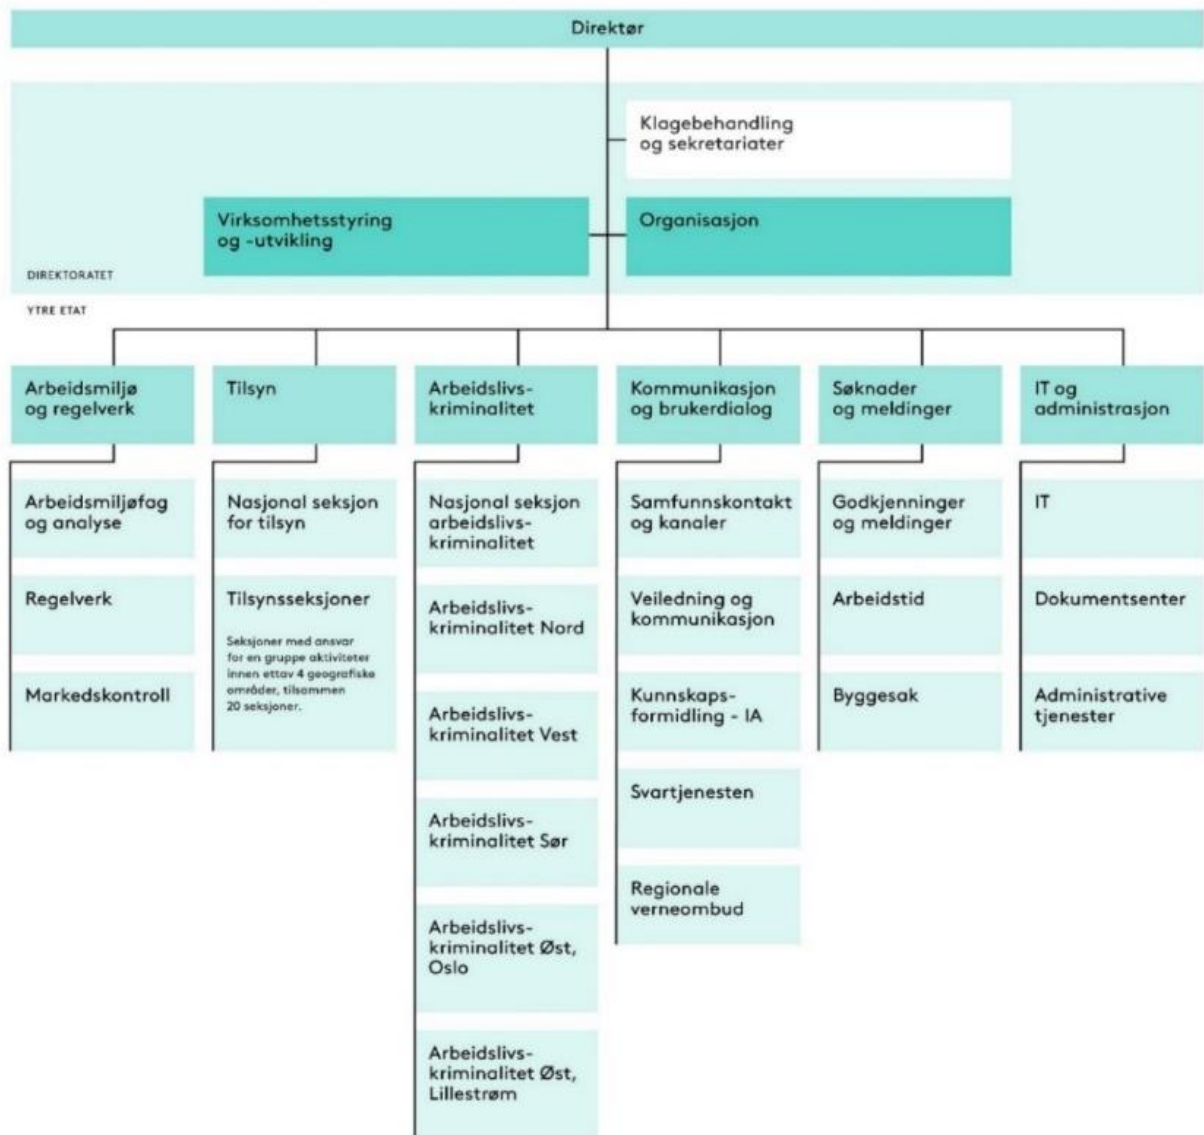 Direktør
Klagebehandling
og sekretariater
Virksomhetsstyring
og -utvikling
Organisasjon
DIREKTORATET
YTRE ETAT
Arbeidsmiljø
og regelverk
Arbeidsmiljøfag
og analyse
Regelverk
Markedskontroll
Tilsyn
Nasjonal seksjon
for tilsyn
Tilsynsseksjoner
Seksjoner med ansvar
for en gruppe aktiviteter
innen ettav 4 geografiske
områder, tilsammen
20 seksjoner.
Arbeidslivs-
kriminalitet
Nasjonal seksjon
arbeidslivs-
kriminalitet
Arbeidslivs-
kriminalitet Nord
Arbeidslivs-
kriminalitet Vest
Arbeidslivs-
kriminalitet Sør
Arbeidslivs-
kriminalitet Øst,
Oslo
Arbeidslivs-
kriminalitet Øst,
Lillestrøm
Kommunikasjon
og brukerdialog
Samfunnskontakt
og kanaler
Veiledning og
kommunikasjon
Kunnskaps-
formidling - IA
Svartjenesten
Regionale
verneombud
Søknader
og meldinger
Godkjenninger
og meldinger
Arbeidstid
Byggesak
IT og
administrasjon
IT
Dokumentsenter
Administrative
tjenester